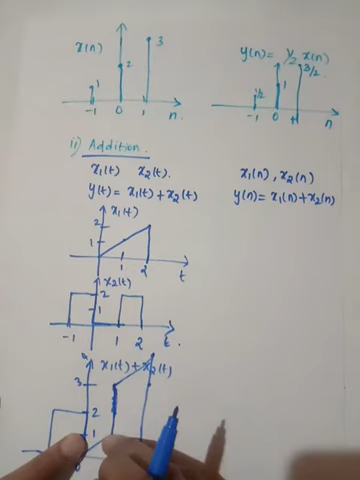 x(n)
3
2
1
-1 0 1 n
y(n) = 1/2 x(n)
3/2
1
1/2
-1 0 1 n
ii) Addition.
x₁(t) x₂(t).
x₁(n), x₂(n)
y(t) = x₁(t) + x₂(t)
y(n) = x₁(n) + x₂(n)
x₁(t)
2
1
1 2 t
x₂(t)
2
1
-1 1 2 t.
x₁(t) + x₂(t)
3
2
1
0